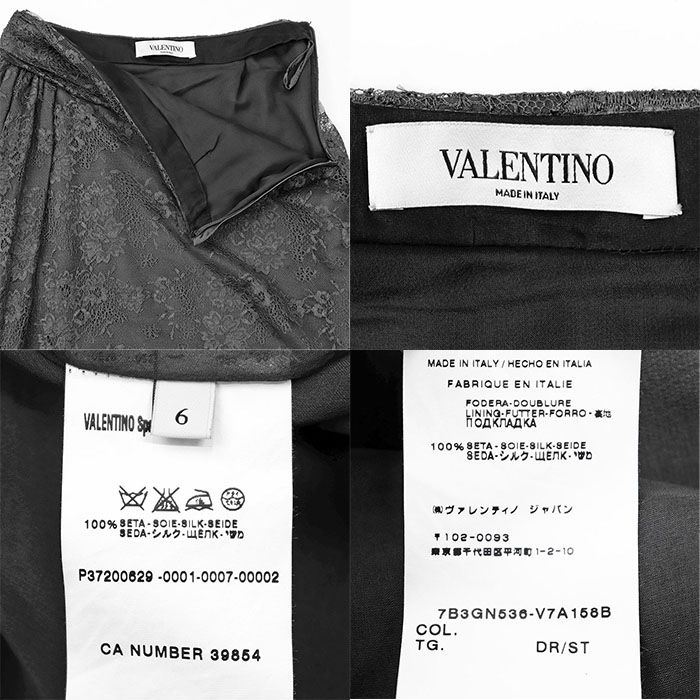 VALENTINO
VALENTINO
MADE IN ITALY
VALENTINO
6
100% SETA-SOIE-SILK-SEIDE
SEDA-シルク-ЩЕЛК-משי
P37200629 -0001-0007-00002
CA NUMBER 39854
MADE IN ITALY / HECHO EN ITALIA
FABRIQUE EN ITALIE
FODERA-DOUBLURE
LINING-FUTTER-FORRO-裏地
ПОДКЛАДКА
100% SETA-SOIE-SILK-SEIDE
SEDA-シルク-ЩЕЛК-משי
㈱ヴァレンティノ ジャパン
〒102-0093
東京都千代田区平河町1-2-10
7B3GN536-V7A158B
COL.
TG. DR/ST